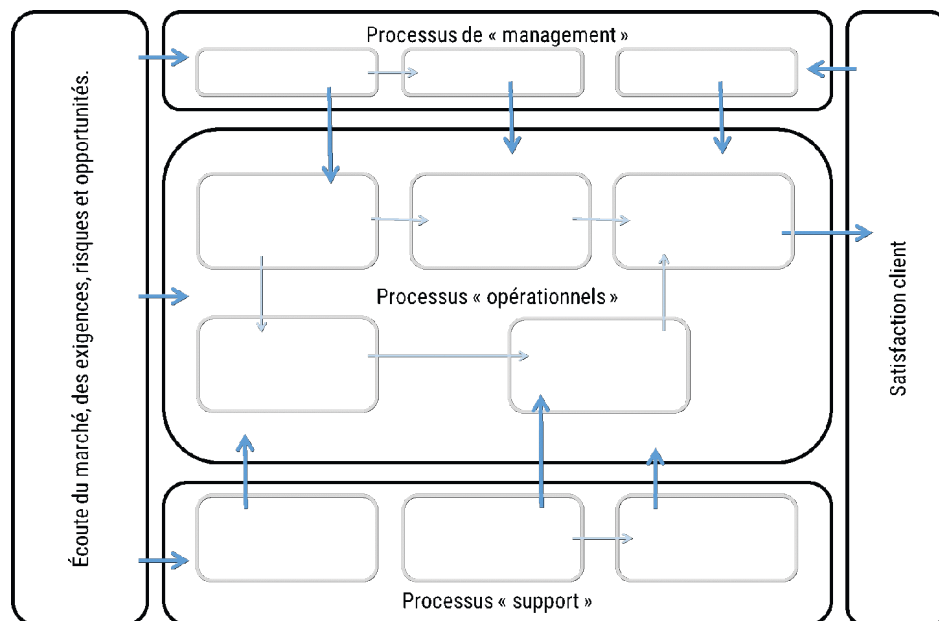 Processus de « management »
Écoute du marché, des exigences, risques et opportunités.
Processus « opérationnels »
Satisfaction client
Processus « support »